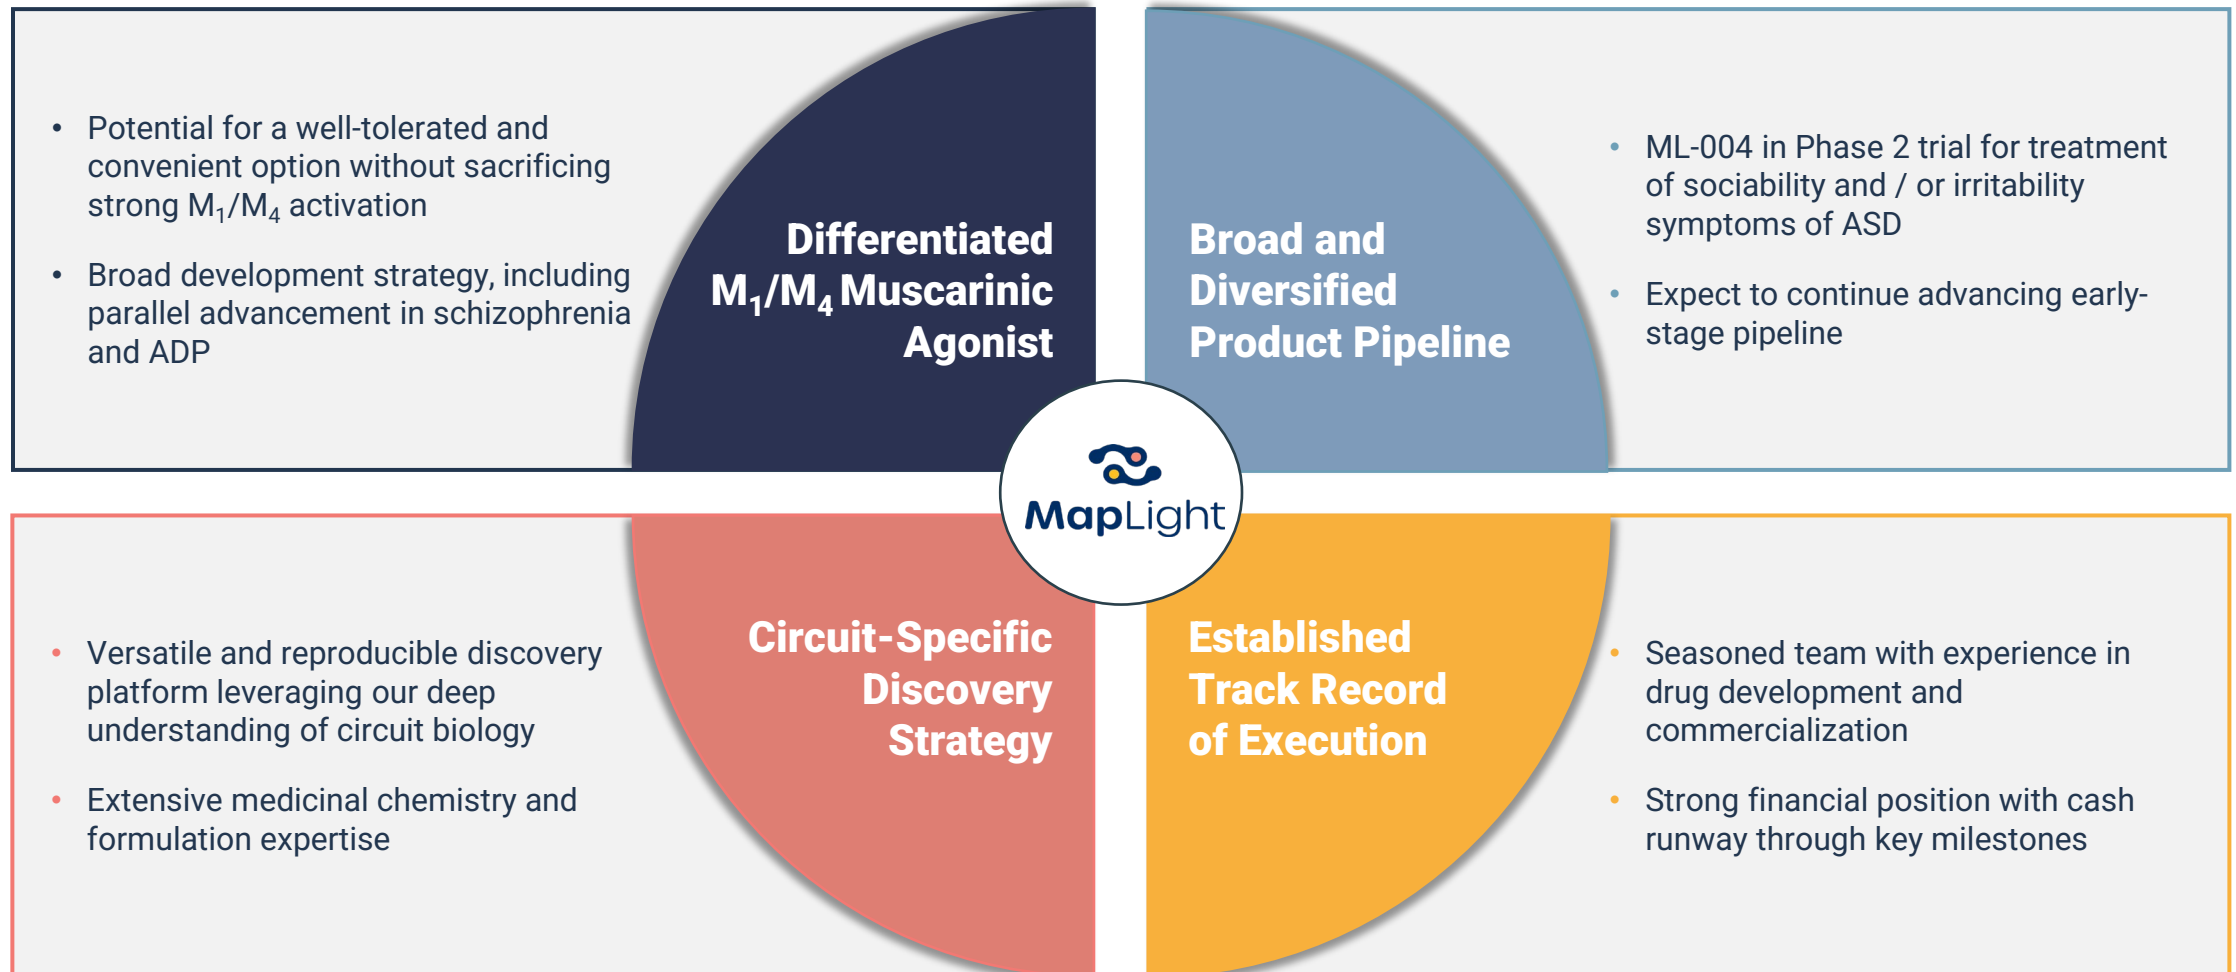 • Potential for a well-tolerated and
convenient option without sacrificing
strong M₁/M₄ activation
• Broad development strategy, including
parallel advancement in schizophrenia
and ADP
Differentiated
M₁/M₄ Muscarinic
Agonist
Broad and
Diversified
Product Pipeline
• ML-004 in Phase 2 trial for treatment
of sociability and / or irritability
symptoms of ASD
• Expect to continue advancing early-
stage pipeline
MapLight
• Versatile and reproducible discovery
platform leveraging our deep
understanding of circuit biology
• Extensive medicinal chemistry and
formulation expertise
Circuit-Specific
Discovery
Strategy
Established
Track Record
of Execution
• Seasoned team with experience in
drug development and
commercialization
• Strong financial position with cash
runway through key milestones